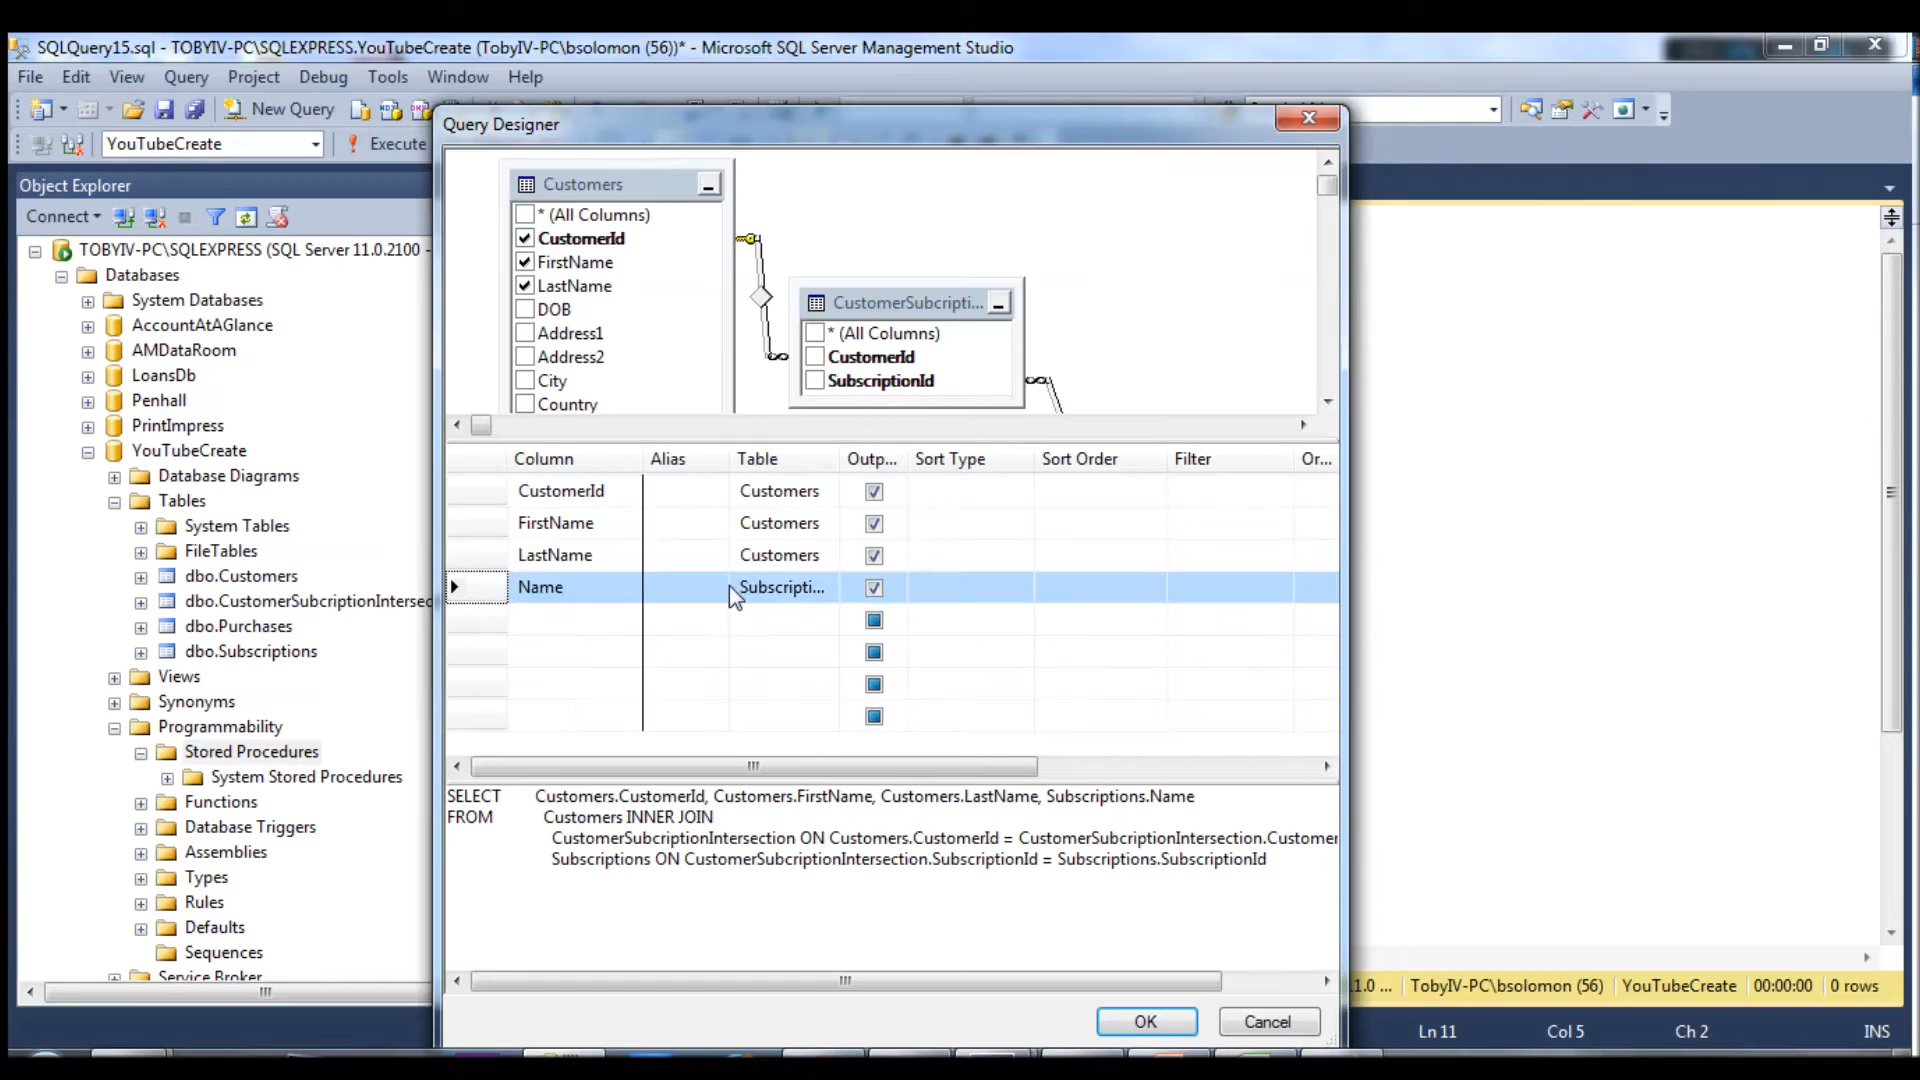 SQLQuery15.sql - TOBYIV-PC\SQLEXPRESS.YouTubeCreate (TobyIV-PC\bsolomon (56))* - Microsoft SQL Server Management Studio
File Edit View Query Project Debug Tools Window Help
New Query
YouTubeCreate Execute
Object Explorer
Connect
TOBYIV-PC\SQLEXPRESS (SQL Server 11.0.2100 -
Databases
System Databases
AccountAtAGlance
AMDataRoom
LoansDb
Penhall
PrintImpress
YouTubeCreate
Database Diagrams
Tables
System Tables
FileTables
dbo.Customers
dbo.CustomerSubcriptionIntersec
dbo.Purchases
dbo.Subscriptions
Views
Synonyms
Programmability
Stored Procedures
System Stored Procedures
Functions
Database Triggers
Assemblies
Types
Rules
Defaults
Sequences
Service Broker
Query Designer
Customers
* (All Columns)
CustomerId
FirstName
LastName
DOB
Address1
Address2
City
Country
CustomerSubcripti...
* (All Columns)
CustomerId
SubscriptionId
Column Alias Table Outp... Sort Type Sort Order Filter Or...
CustomerId Customers
FirstName Customers
LastName Customers
Name Subscripti...
SELECT Customers.CustomerId, Customers.FirstName, Customers.LastName, Subscriptions.Name
FROM Customers INNER JOIN
CustomerSubcriptionIntersection ON Customers.CustomerId = CustomerSubcriptionIntersection.Customer
Subscriptions ON CustomerSubcriptionIntersection.SubscriptionId = Subscriptions.SubscriptionId
OK Cancel
11.0 ... TobyIV-PC\bsolomon (56) YouTubeCreate 00:00:00 0 rows
Ln 11 Col 5 Ch 2 INS